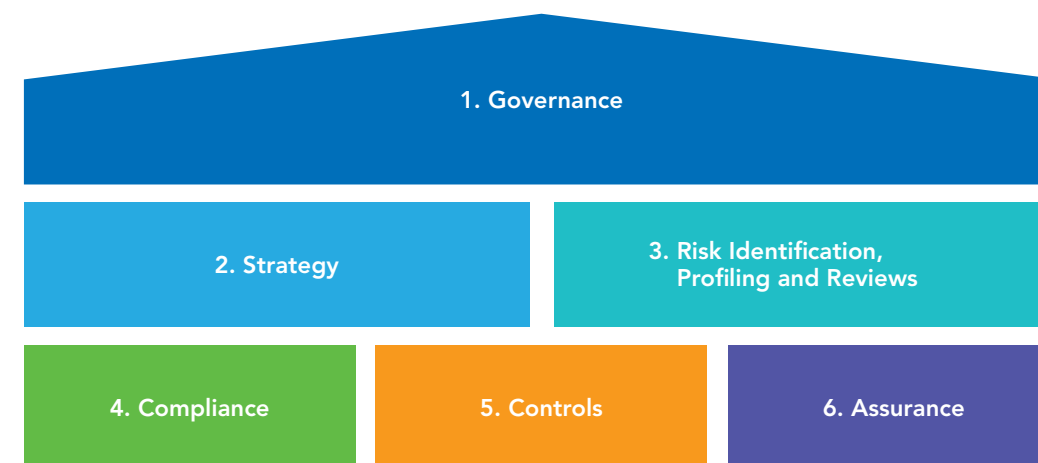 1. Governance
2. Strategy
3. Risk Identification,
Profiling and Reviews
4. Compliance
5. Controls
6. Assurance